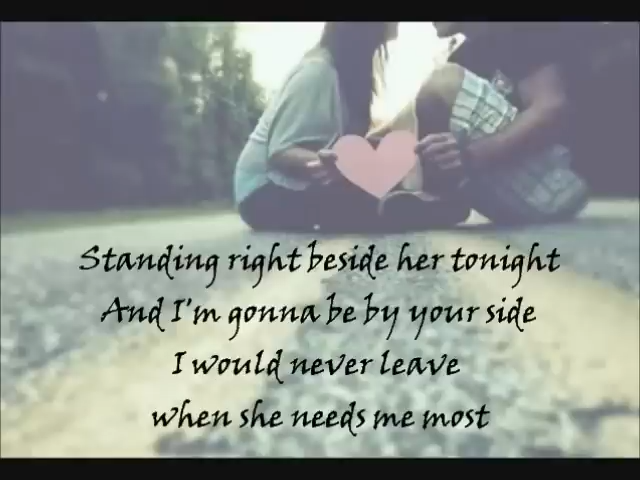 Standing right beside her tonight
And I'm gonna be by your side
I would never leave
when she needs me most